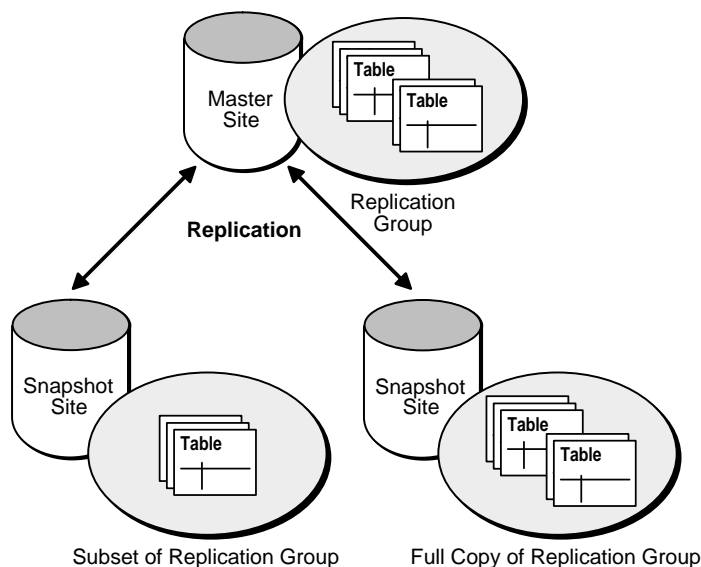 Master
Site
Table
Table
Replication
Group
Replication
Snapshot
Site
Table
Snapshot
Site
Table
Table
Subset of Replication Group
Full Copy of Replication Group